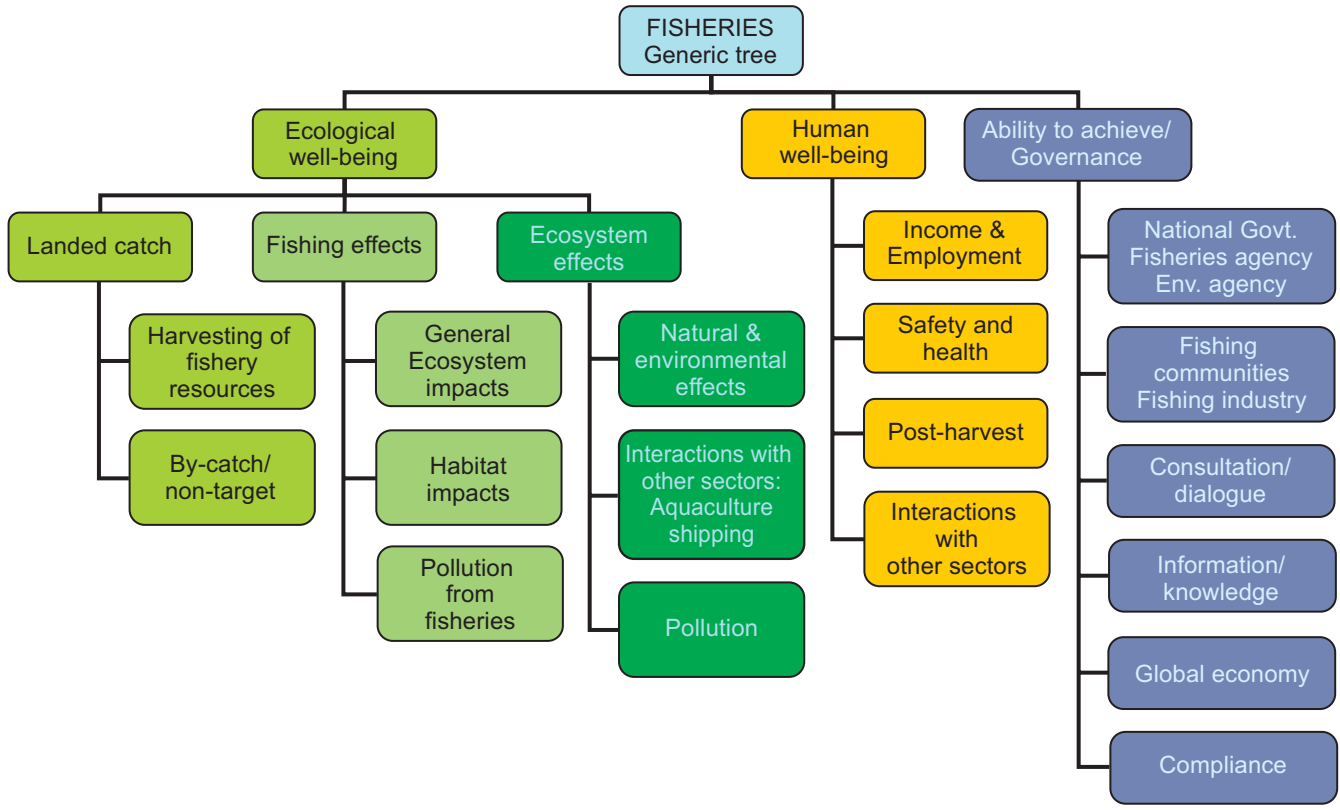 FISHERIES
Generic tree
Ecological
well-being
Human
well-being
Ability to achieve/
Governance
Landed catch
Fishing effects
Ecosystem
effects
Harvesting of
fishery
resources
By-catch/
non-target
General
Ecosystem
impacts
Habitat
impacts
Pollution
from
fisheries
Natural &
environmental
effects
Interactions with
other sectors:
Aquaculture
shipping
Pollution
Income &
Employment
Safety and
health
Post-harvest
Interactions
with
other sectors
National Govt.
Fisheries agency
Env. agency
Fishing
communities
Fishing industry
Consultation/
dialogue
Information/
knowledge
Global economy
Compliance